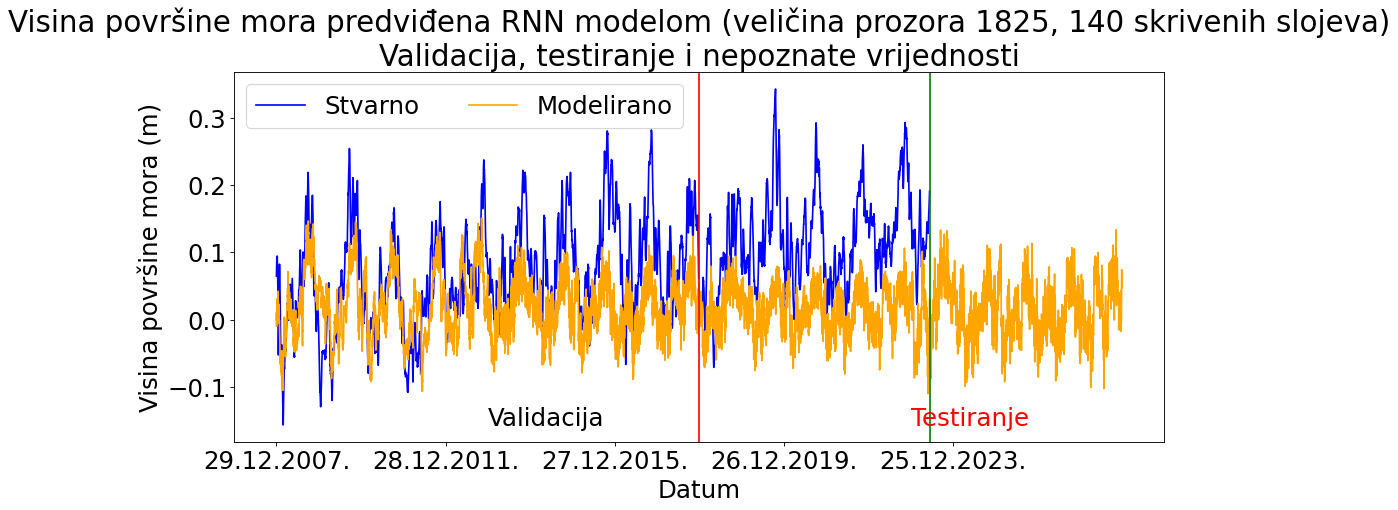 Visina površine mora predviđena RNN modelom (veličina prozora 1825, 140 skrivenih slojeva)
Validacija, testiranje i nepoznate vrijednosti
Stvarno Modelirano
Visina površine mora (m)
0.3
0.2
0.1
0.0
−0.1
Validacija Testiranje
29.12.2007. 28.12.2011. 27.12.2015. 26.12.2019. 25.12.2023.
Datum